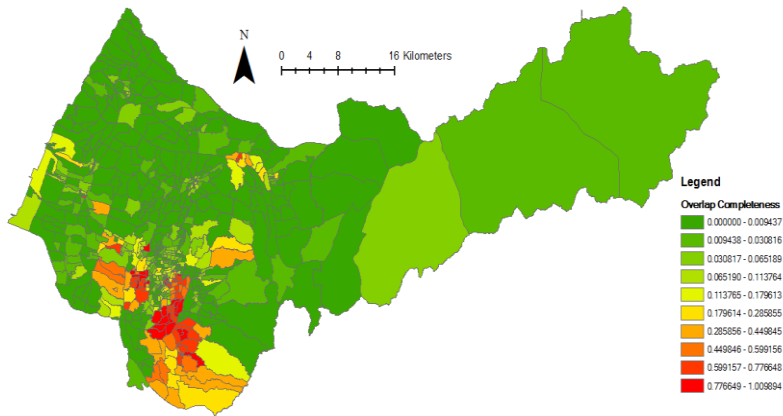 N
0 4 8 16 Kilometers
Legend
Overlap Completeness
0.000000 - 0.009437
0.009438 - 0.030816
0.030817 - 0.065189
0.065190 - 0.113764
0.113765 - 0.179613
0.179614 - 0.285855
0.285856 - 0.449845
0.449846 - 0.599156
0.599157 - 0.776648
0.776649 - 1.009894